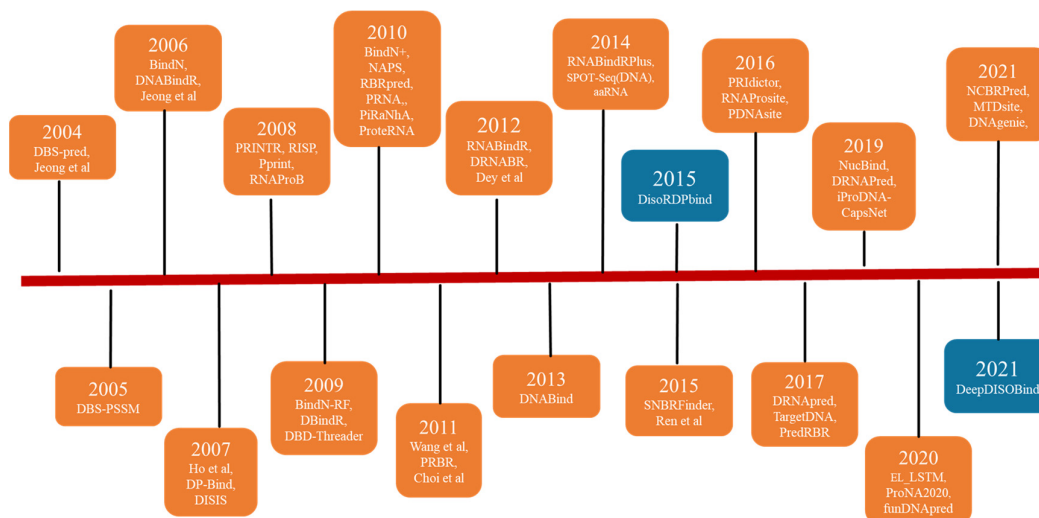 2004
DBS-pred,
Jeong et al
2006
BindN,
DNABindR,
Jeong et al
2008
PRINTR, RISP,
Pprint,
RNAProB
2010
BindN+,
NAPS,
RBRpred,
PRNA,,
PiRaNhA,
ProteRNA
2012
RNABindR,
DRNABR,
Dey et al
2014
RNABindRPlus,
SPOT-Seq(DNA),
aaRNA
2015
DisoRDPbind
2016
PRIdictor,
RNAProsite,
PDNAsite
2019
NucBind,
DRNAPred,
iProDNA-
CapsNet
2021
NCBRPred,
MTDsite,
DNAgenie,
2005
DBS-PSSM
2007
Ho et al,
DP-Bind,
DISIS
2009
BindN-RF,
DBindR,
DBD-Threader
2011
Wang et al,
PRBR,
Choi et al
2013
DNABind
2015
SNBRFinder,
Ren et al
2017
DRNApred,
TargetDNA,
PredRBR
2020
EL_LSTM,
ProNA2020,
funDNApred
2021
DeepDISOBind